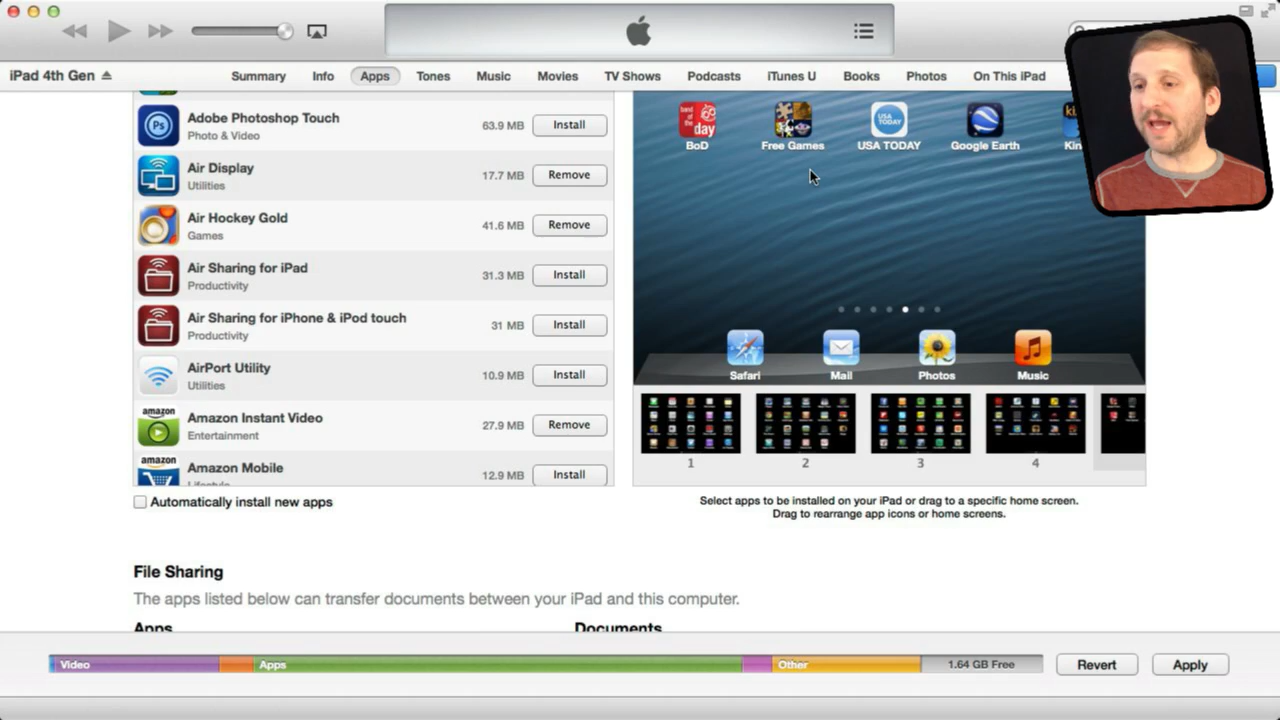 iPad 4th Gen
Summary Info Apps Tones Music Movies TV Shows Podcasts iTunes U Books Photos On This iPad
Adobe Photoshop Touch
Photo & Video
63.9 MB Install
Air Display
Utilities
17.7 MB Remove
Air Hockey Gold
Games
41.6 MB Remove
Air Sharing for iPad
Productivity
31.3 MB Install
Air Sharing for iPhone & iPod touch
Productivity
31 MB Install
AirPort Utility
Utilities
10.9 MB Install
amazon
Amazon Instant Video
Entertainment
27.9 MB Remove
amazon
Amazon Mobile
12.9 MB Install
Automatically install new apps
band of the day
USA TODAY
BoD Free Games USA TODAY Google Earth Kin
Safari Mail Photos Music
1 2 3 4
Select apps to be installed on your iPad or drag to a specific home screen.
Drag to rearrange app icons or home screens.
File Sharing
The apps listed below can transfer documents between your iPad and this computer.
Apps Documents
Video Apps Other 1.64 GB Free Revert Apply